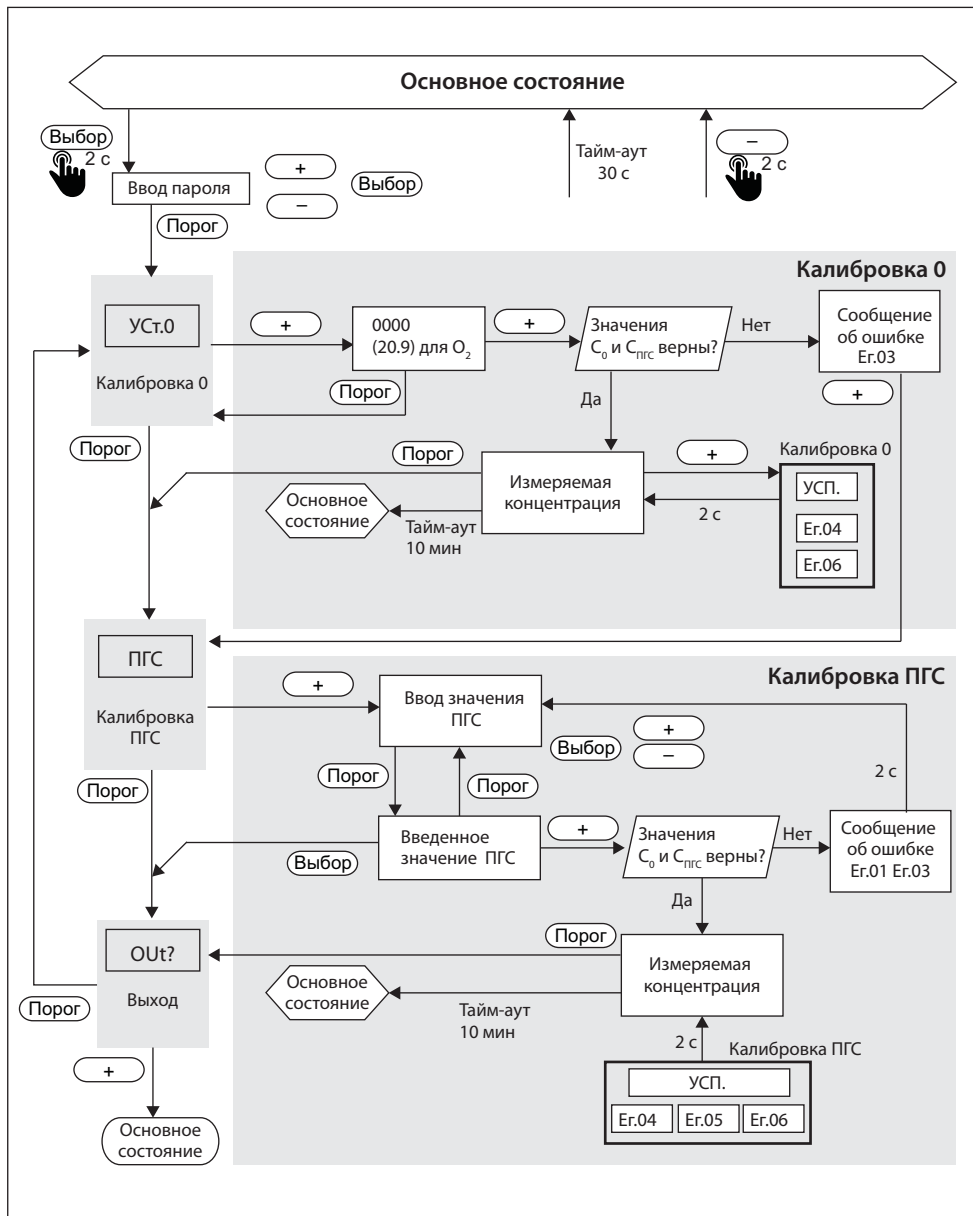 Основное состояние
Выбор
2 с
Ввод пароля
+
−
Выбор
Порог
Тайм-аут
30 с
−
2 с
Калибровка 0
УСт.0
Калибровка 0
+
0000
(20.9) для O₂
+
Значения
С₀ и Спгс верны?
Нет
Сообщение
об ошибке
Er.03
Порог
Да
+
Порог
Порог
Измеряемая
концентрация
+
2 с
Калибровка 0
УСП.
Er.04
Er.06
Основное
состояние
Тайм-аут
10 мин
ПГС
Калибровка
ПГС
Калибровка ПГС
+
Ввод значения
ПГС
Выбор
+
−
2 с
Порог
Порог
Порог
Введенное
значение ПГС
Выбор
+
Значения
С₀ и Спгс верны?
Нет
Сообщение
об ошибке
Er.01 Er.03
Да
OUt?
Выход
Порог
Порог
Измеряемая
концентрация
Основное
состояние
Тайм-аут
10 мин
2 с
Калибровка ПГС
УСП.
Er.04
Er.05
Er.06
+
Основное
состояние